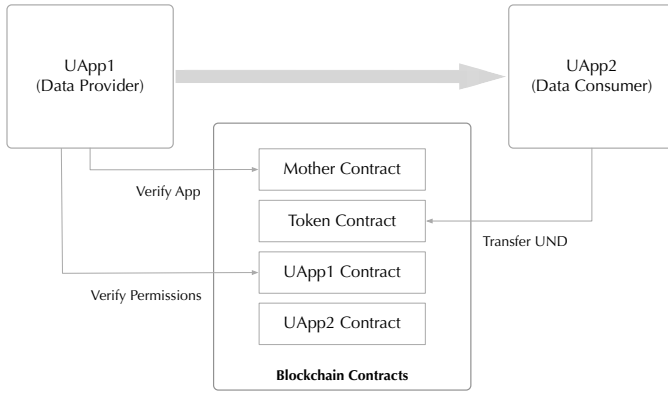 UApp1
(Data Provider)
UApp2
(Data Consumer)
Mother Contract
Verify App
Token Contract
Transfer UND
UApp1 Contract
Verify Permissions
UApp2 Contract
Blockchain Contracts